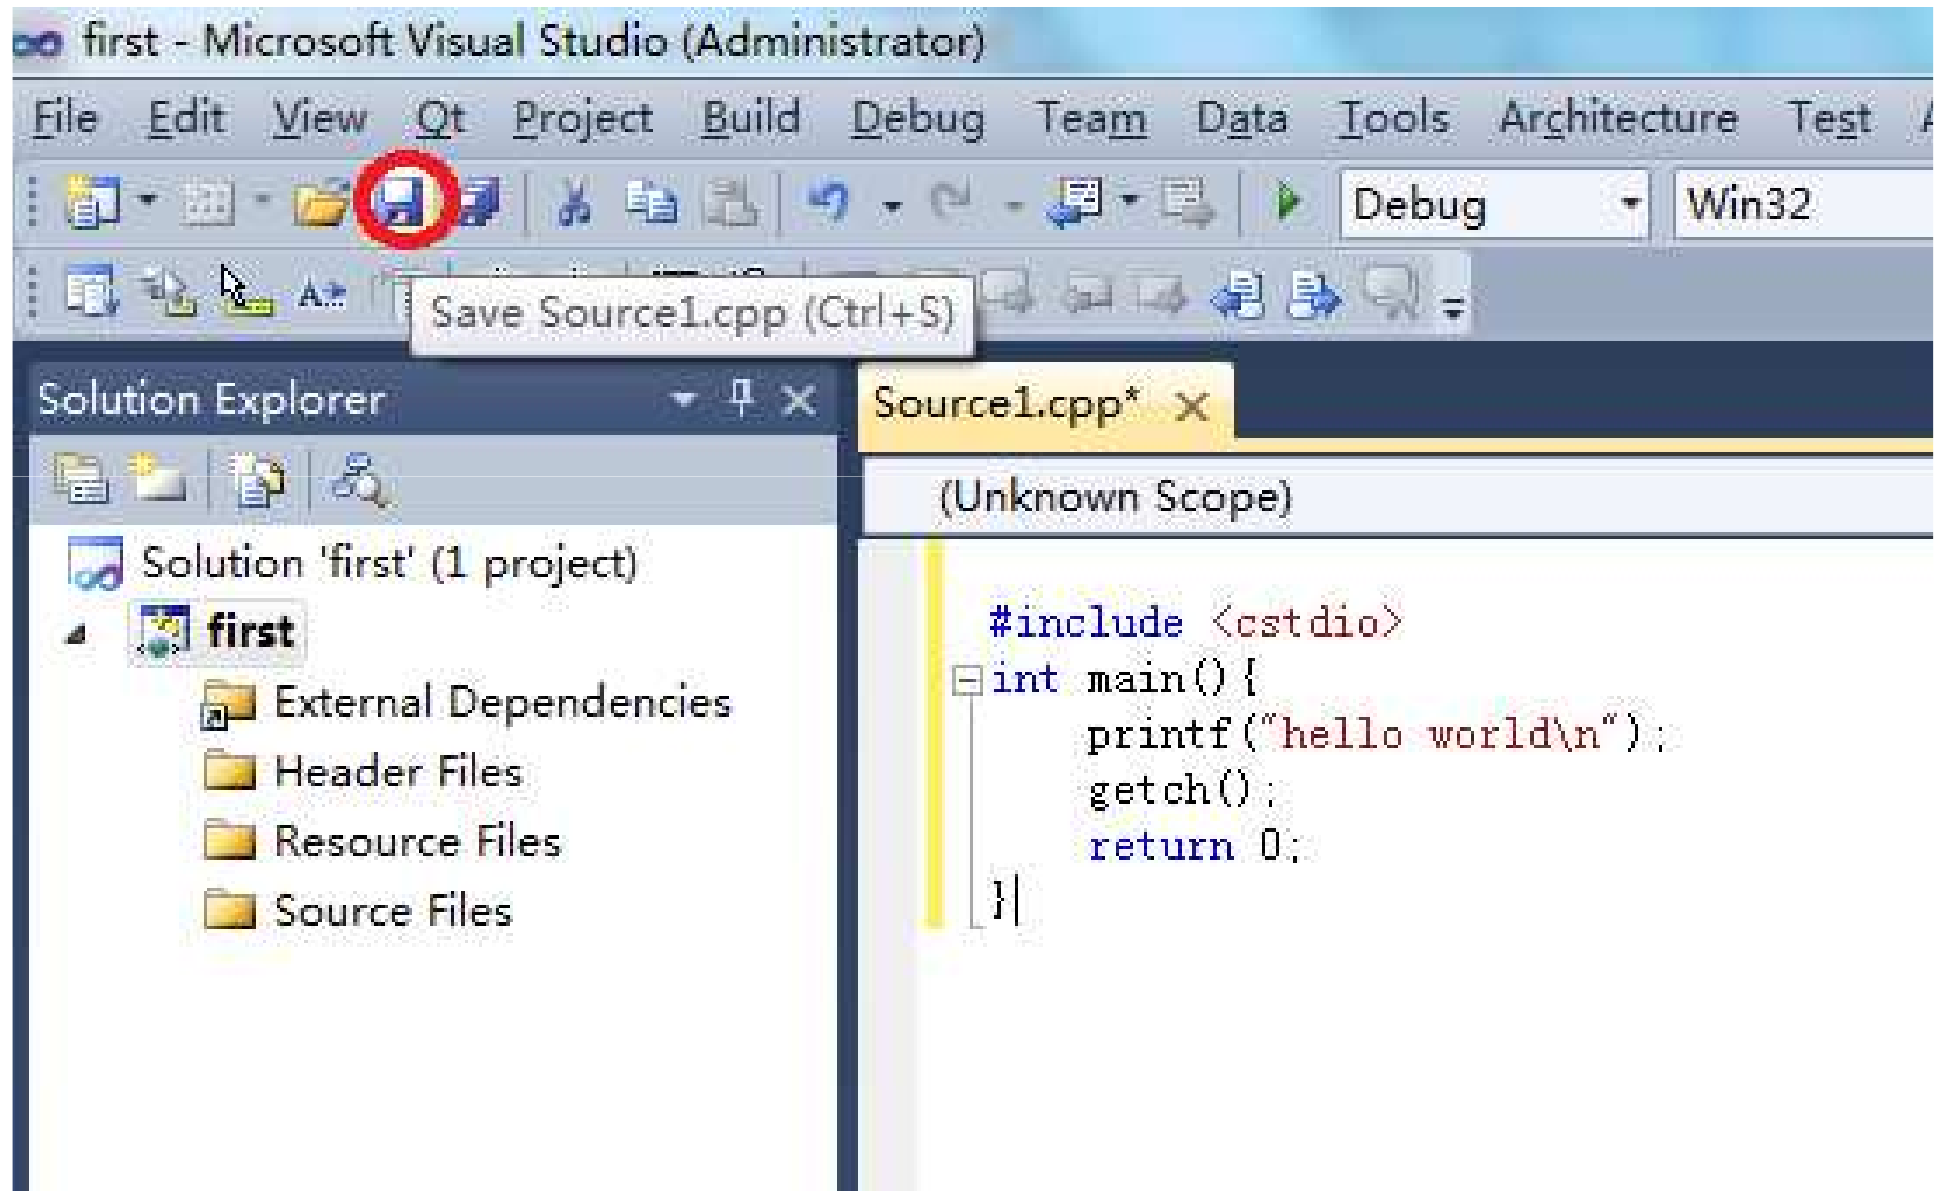 first - Microsoft Visual Studio (Administrator)
File Edit View Qt Project Build Debug Team Data Tools Architecture Test
Debug Win32
Save Source1.cpp (Ctrl+S)
Solution Explorer
Source1.cpp*
(Unknown Scope)
Solution 'first' (1 project)
first
External Dependencies
Header Files
Resource Files
Source Files
#include <cstdio>
int main(){
printf("hello world\n");
getch();
return 0;
}